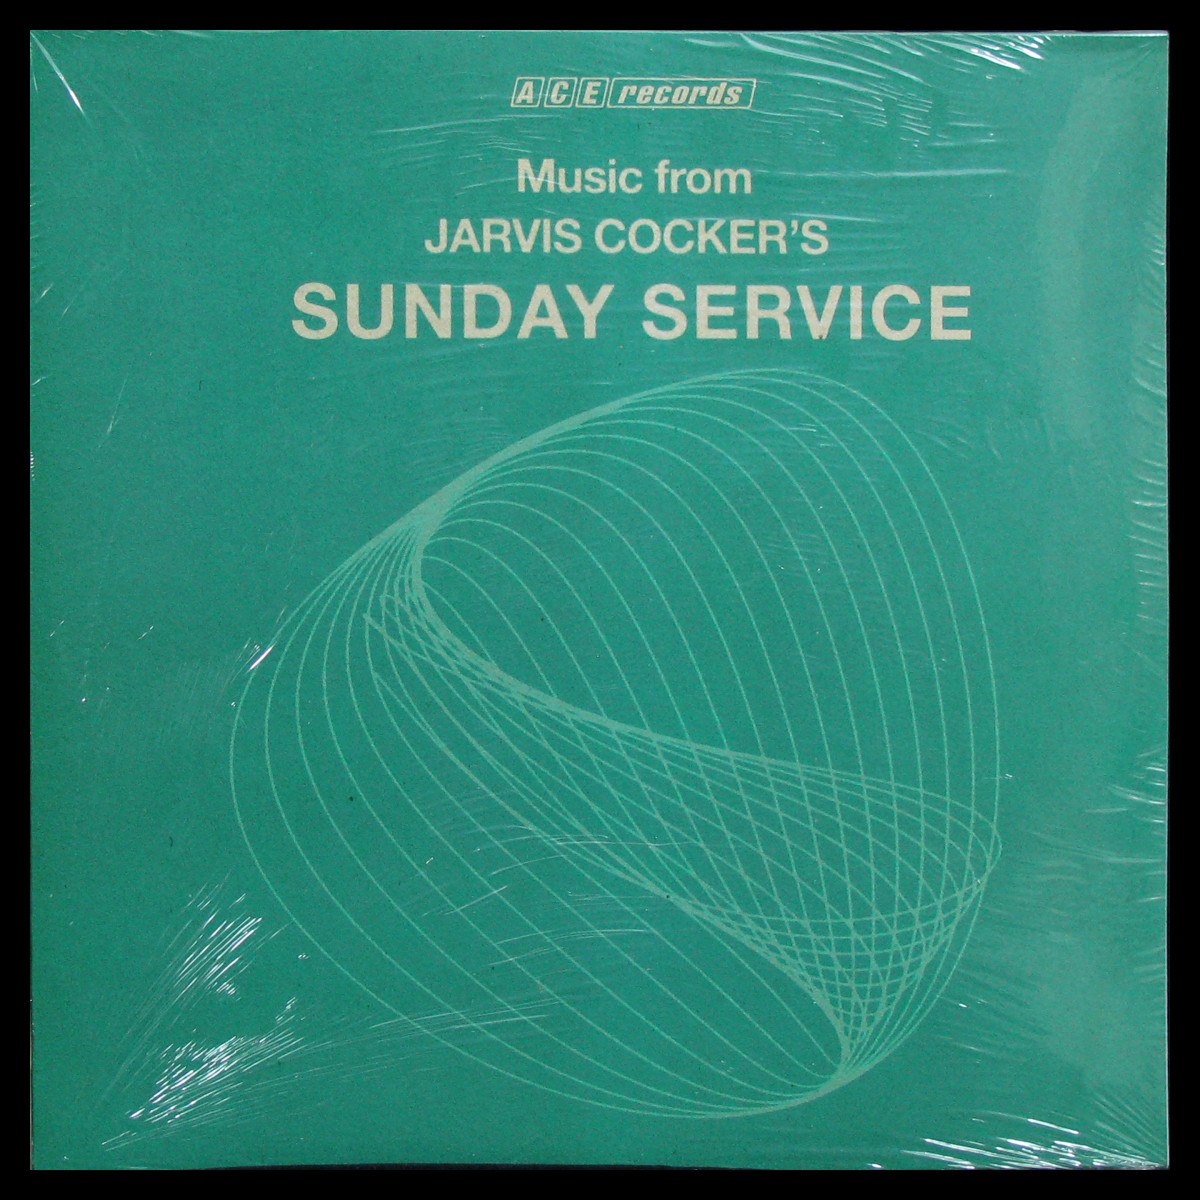 ACE records
Music from
JARVIS COCKER'S
SUNDAY SERVICE